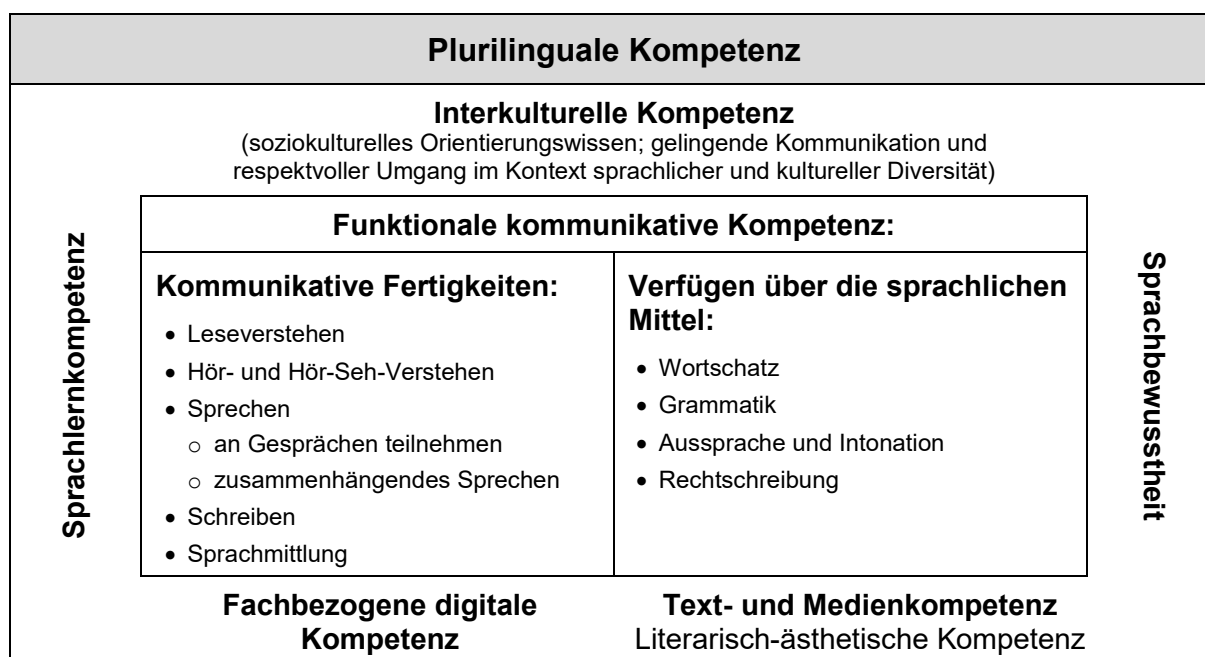 Plurilinguale Kompetenz
Interkulturelle Kompetenz
(soziokulturelles Orientierungswissen; gelingende Kommunikation und
respektvoller Umgang im Kontext sprachlicher und kultureller Diversität)
Sprachlernkompetenz
Funktionale kommunikative Kompetenz:
Kommunikative Fertigkeiten:
• Leseverstehen
• Hör- und Hör-Seh-Verstehen
• Sprechen
o an Gesprächen teilnehmen
o zusammenhängendes Sprechen
• Schreiben
• Sprachmittlung
Verfügen über die sprachlichen
Mittel:
• Wortschatz
• Grammatik
• Aussprache und Intonation
• Rechtschreibung
Sprachbewusstheit
Fachbezogene digitale
Kompetenz
Text- und Medienkompetenz
Literarisch-ästhetische Kompetenz